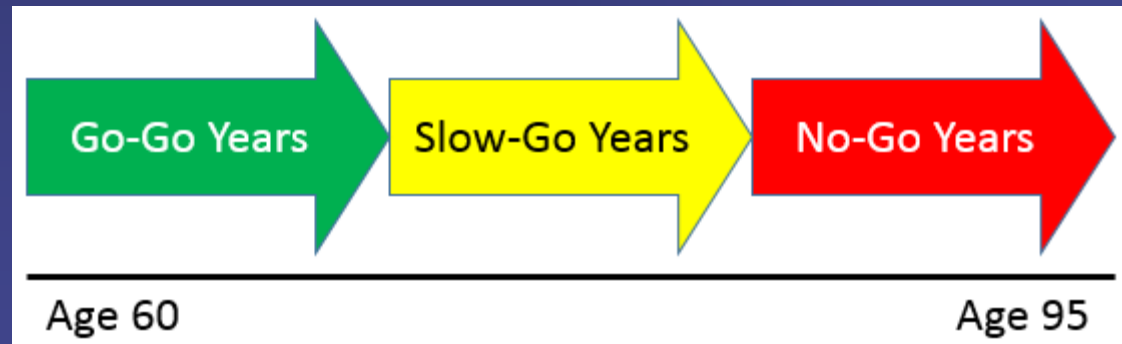 Go-Go Years
Slow-Go Years
No-Go Years
Age 60
Age 95